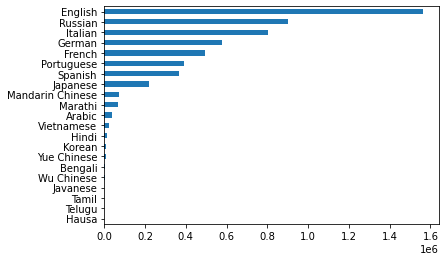 English
Russian
Italian
German
French
Portuguese
Spanish
Japanese
Mandarin Chinese
Marathi
Arabic
Vietnamese
Hindi
Korean
Yue Chinese
Bengali
Wu Chinese
Javanese
Tamil
Telugu
Hausa
0.0 0.2 0.4 0.6 0.8 1.0 1.2 1.4 1.6
1e6